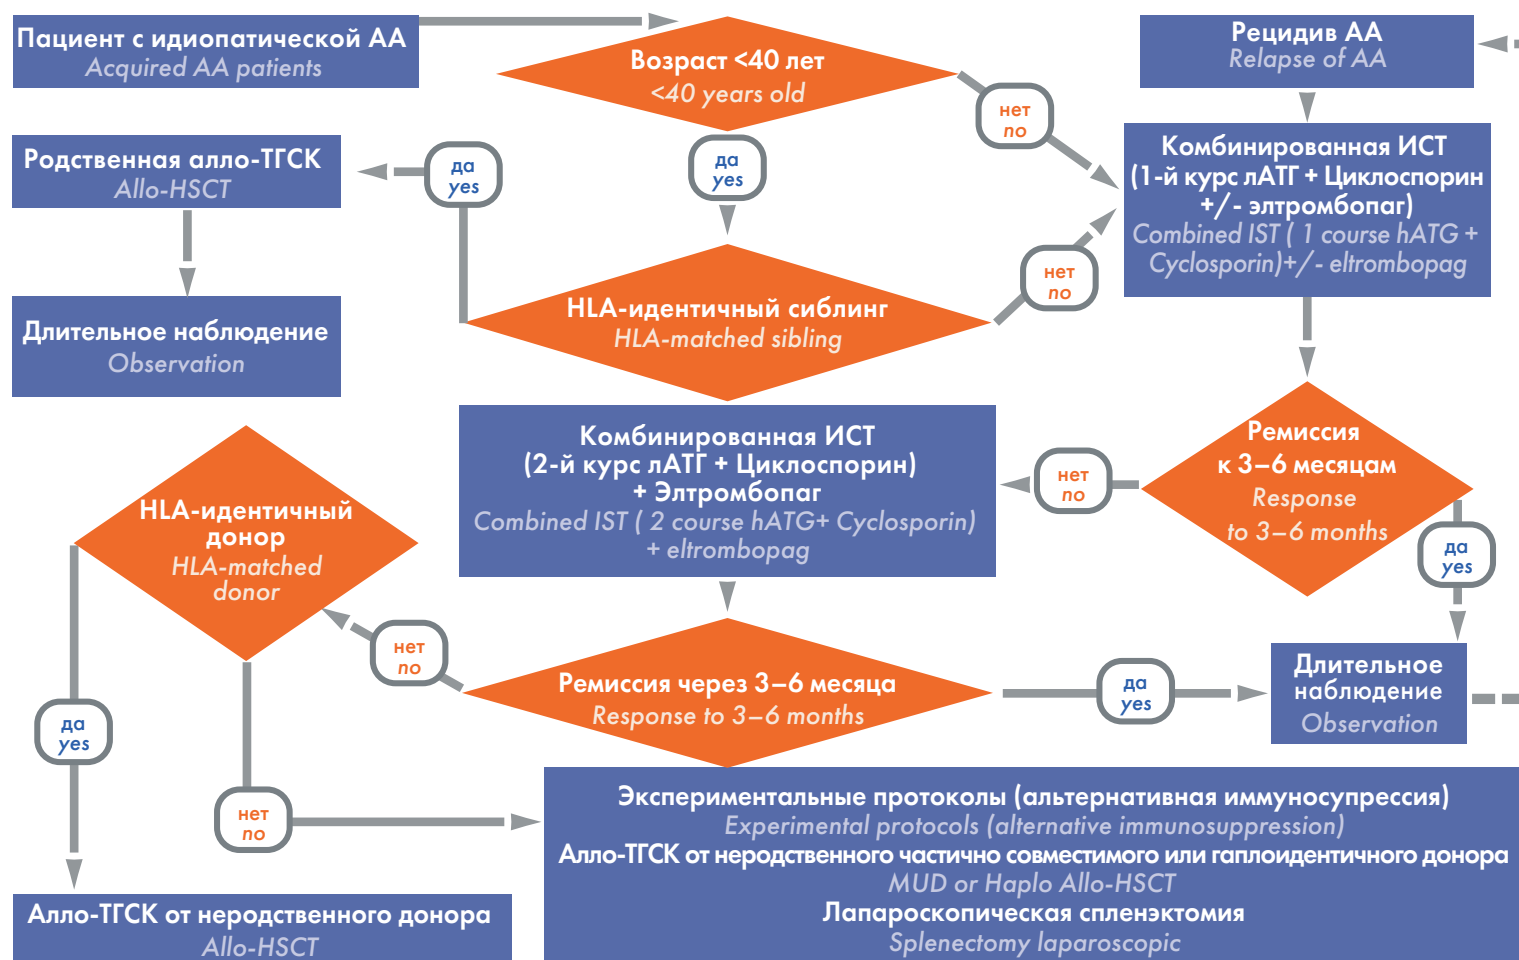 Пациент с идиопатической АА
Acquired AA patients
Возраст <40 лет
<40 years old
Рецидив АА
Relapse of AA
нет
no
да
yes
да
yes
Родственная алло-ТГСК
Allo-HSCT
Комбинированная ИСТ
(1-й курс лАТГ + Циклоспорин
+/- элтромбопаг)
Combined IST ( 1 course hATG +
Cyclosporin)+/- eltrombopag
нет
no
HLA-идентичный сиблинг
HLA-matched sibling
Длительное наблюдение
Observation
Комбинированная ИСТ
(2-й курс лАТГ + Циклоспорин)
+ Элтромбопаг
Combined IST ( 2 course hATG+ Cyclosporin)
+ eltrombopag
нет
no
Ремиссия
к 3–6 месяцам
Response
to 3–6 months
HLA-идентичный
донор
HLA-matched
donor
да
yes
нет
no
Ремиссия через 3–6 месяца
Response to 3–6 months
да
yes
Длительное
наблюдение
Observation
да
yes
нет
no
Экспериментальные протоколы (альтернативная иммуносупрессия)
Experimental protocols (alternative immunosuppression)
Алло-ТГСК от неродственного частично совместимого или гаплоидентичного донора
MUD or Haplo Allo-HSCT
Лапароскопическая спленэктомия
Splenectomy laparoscopic
Алло-ТГСК от неродственного донора
Allo-HSCT